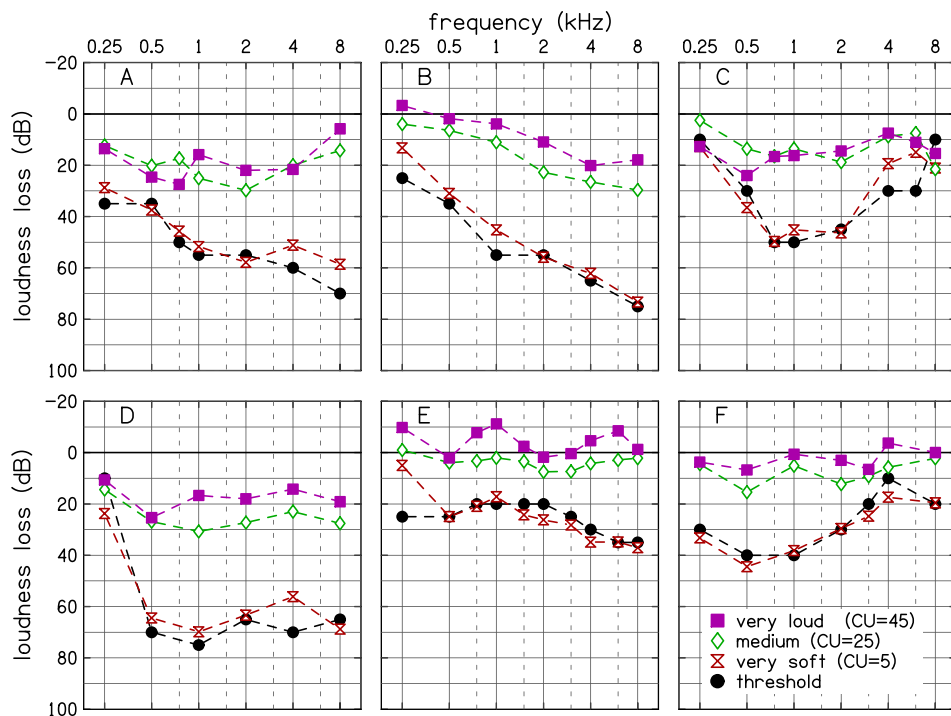 frequency (kHz)
0.25 0.5 1 2 4 8 0.25 0.5 1 2 4 8 0.25 0.5 1 2 4 8
A B C
-20
0
20
40
60
80
100
loudness loss (dB)
D E F
-20
0
20
40
60
80
100
loudness loss (dB)
very loud (CU=45)
medium (CU=25)
very soft (CU=5)
threshold